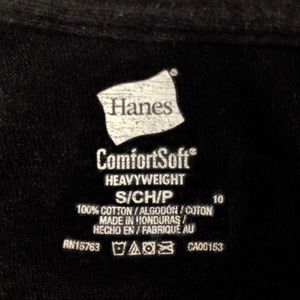 Hanes®
ComfortSoft®
HEAVYWEIGHT
S/CH/P 10
100% COTTON / ALGODÓN / COTON
MADE IN HONDURAS /
HECHO EN / FABRIQUÉ AU
RN15763 CA00153